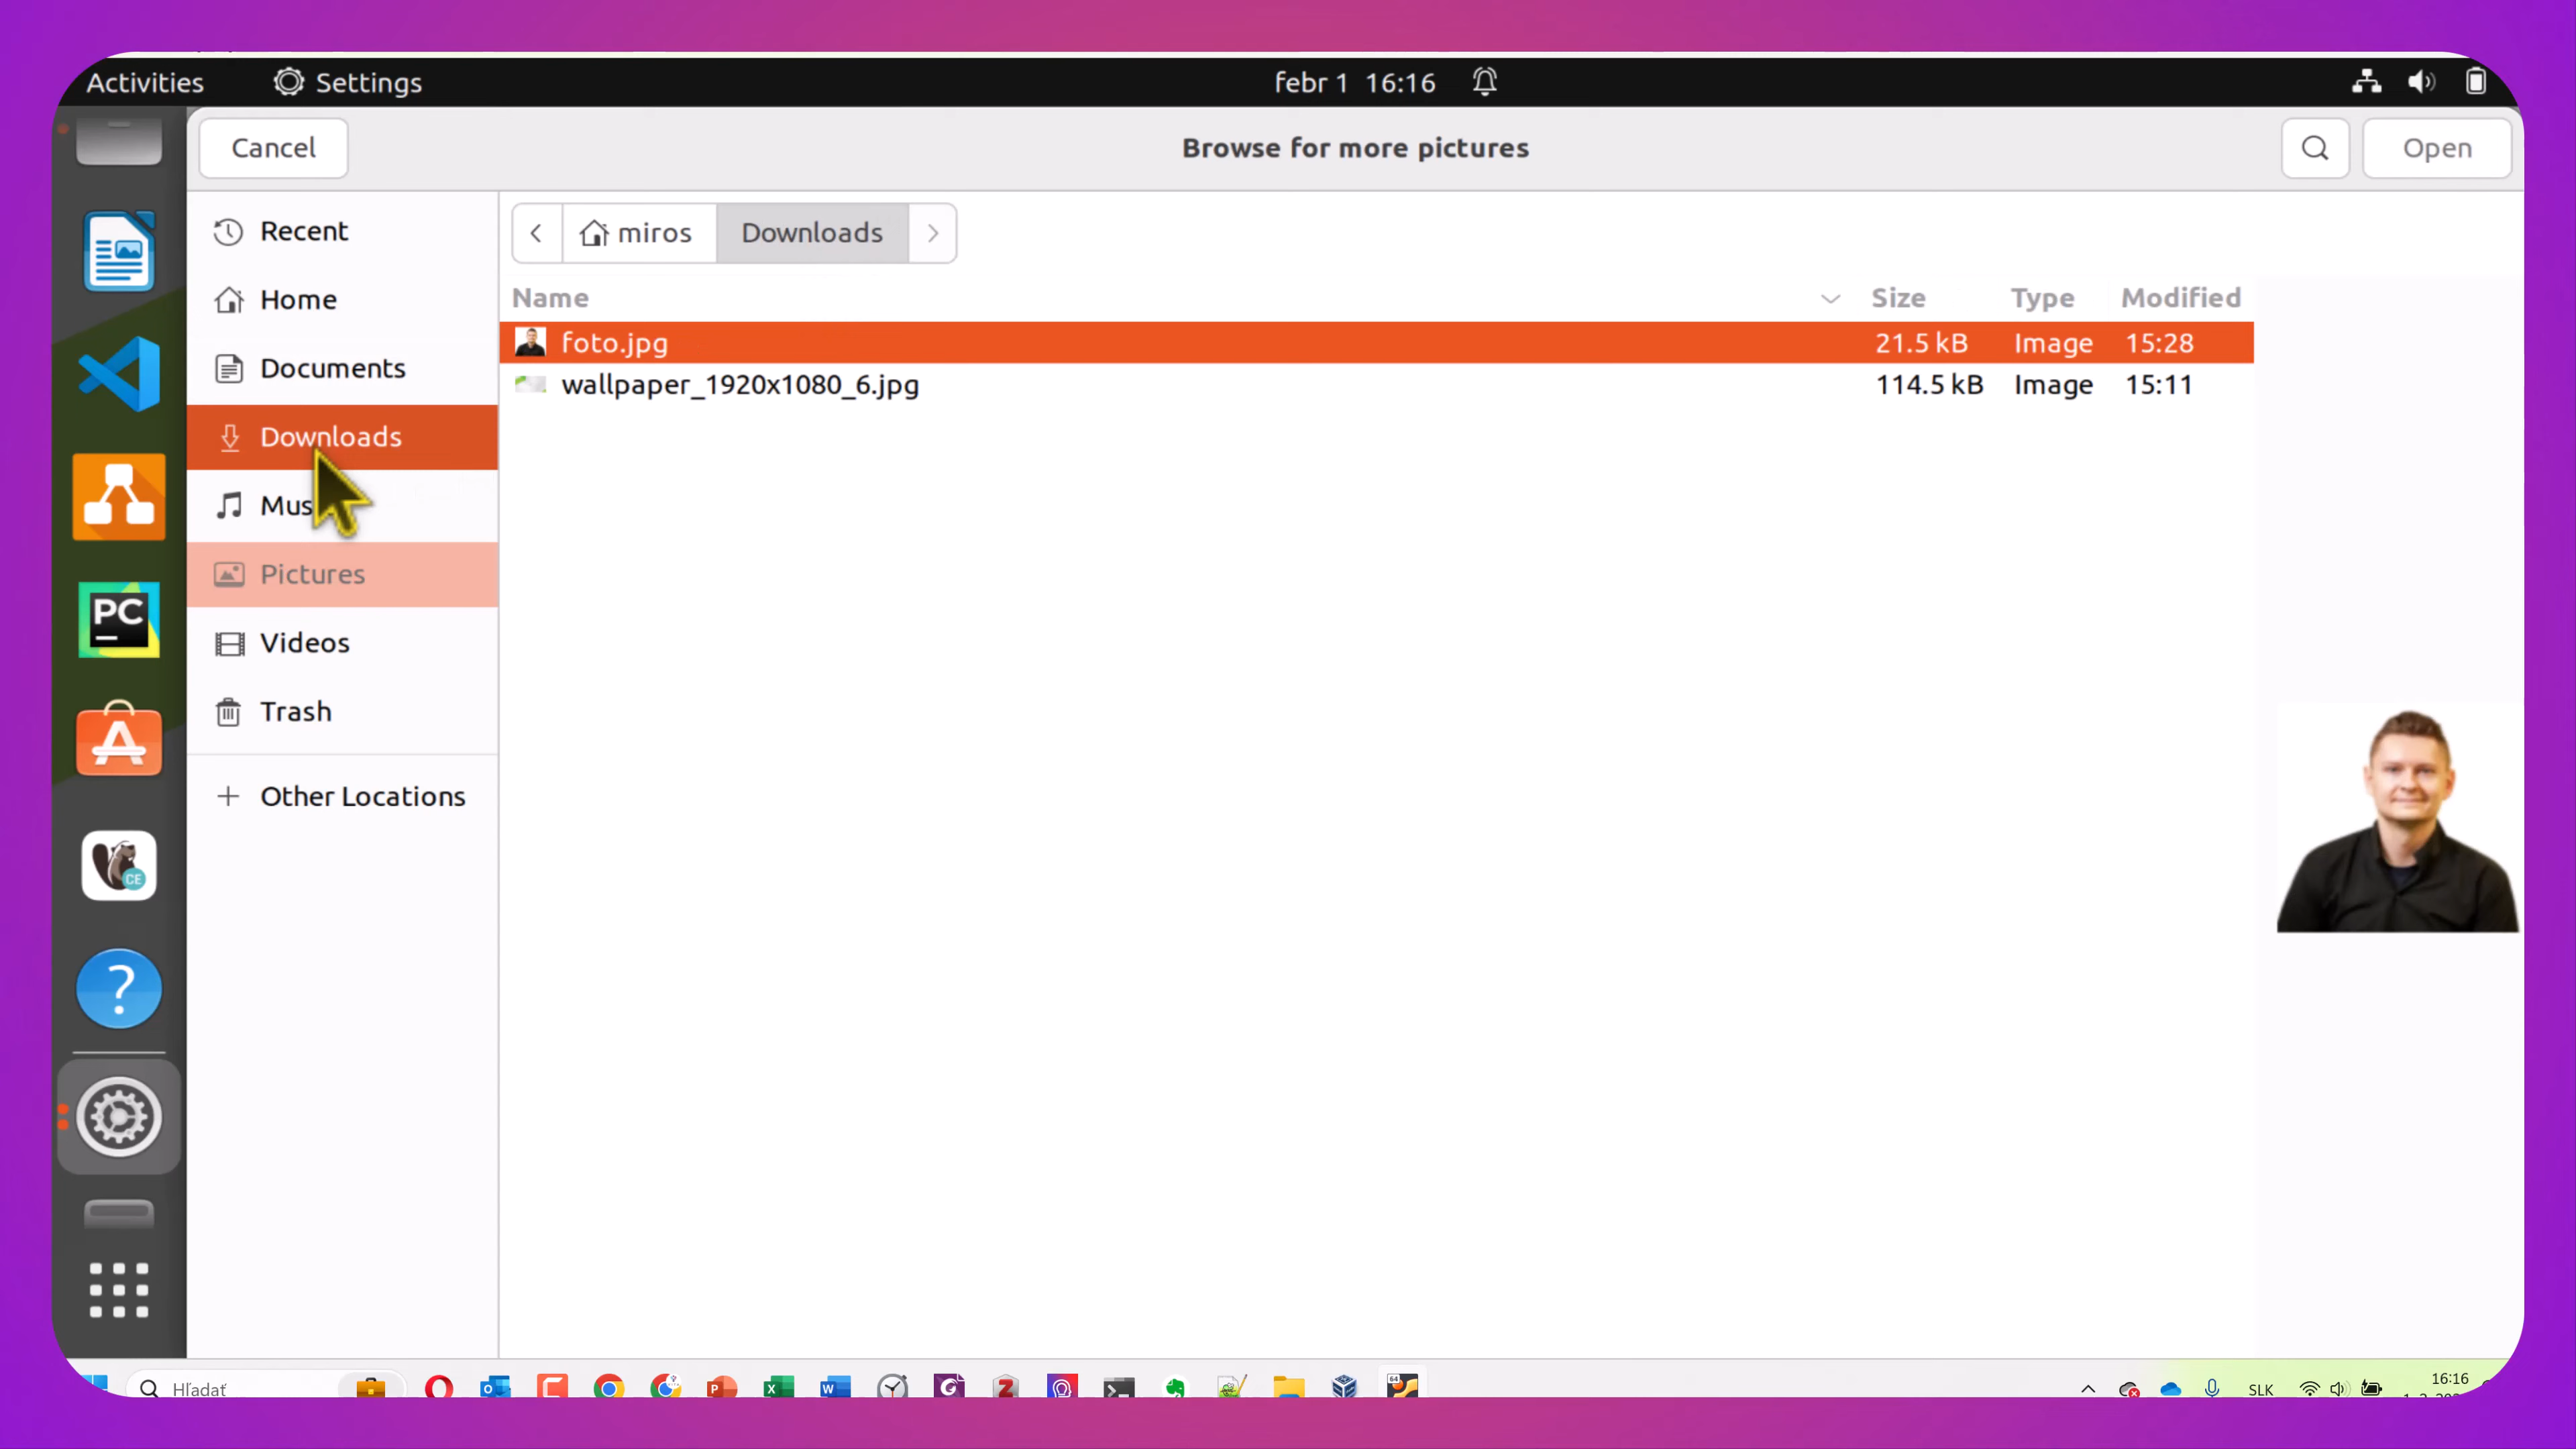 Activities Settings febr 1 16:16
Cancel Browse for more pictures Open
Recent
Home
Documents
Downloads
Pictures
Videos
Trash
Other Locations
miros Downloads
Name Size Type Modified
foto.jpg 21.5 kB Image 15:28
wallpaper_1920x1080_6.jpg 114.5 kB Image 15:11
PC
CE
?
Hľadať
SLK 16:16